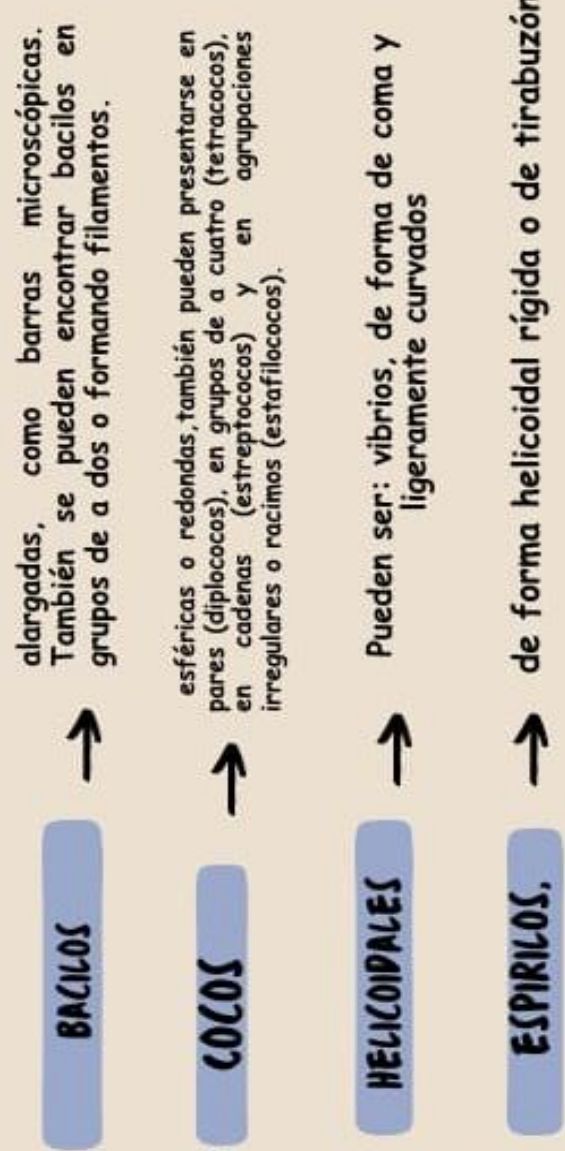 BACILOS
alargadas, como barras microscópicas.
También se pueden encontrar bacilos en
grupos de a dos o formando filamentos.
COCOS
esféricas o redondas,también pueden presentarse en
pares (diplococos), en grupos de a cuatro (tetracocos),
en cadenas (estreptococos) y en agrupaciones
irregulares o racimos (estafilococos).
HELICOIDALES
Pueden ser: vibrios, de forma de coma y
ligeramente curvados
ESPIRILOS,
de forma helicoidal rígida o de tirabuzón